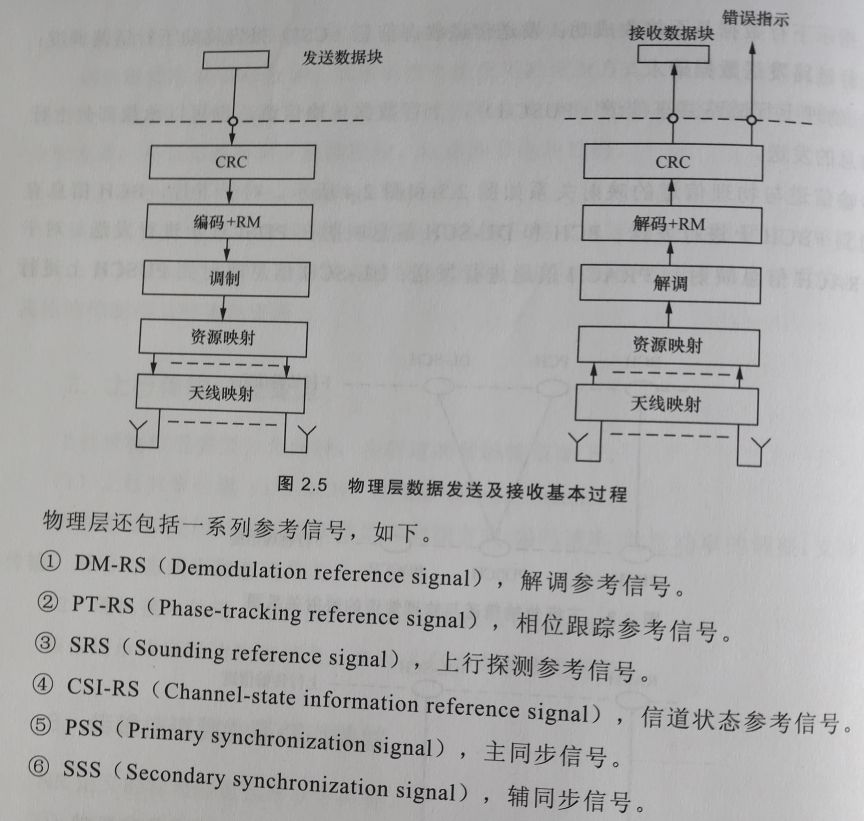 发送数据块
CRC
编码+RM
调制
资源映射
天线映射
错误指示
接收数据块
CRC
解码+RM
解调
资源映射
天线映射
图 2.5 物理层数据发送及接收基本过程
物理层还包括一系列参考信号，如下。
① DM-RS（Demodulation reference signal），解调参考信号。
② PT-RS（Phase-tracking reference signal），相位跟踪参考信号。
③ SRS（Sounding reference signal），上行探测参考信号。
④ CSI-RS（Channel-state information reference signal），信道状态参考信号。
⑤ PSS（Primary synchronization signal），主同步信号。
⑥ SSS（Secondary synchronization signal），辅同步信号。